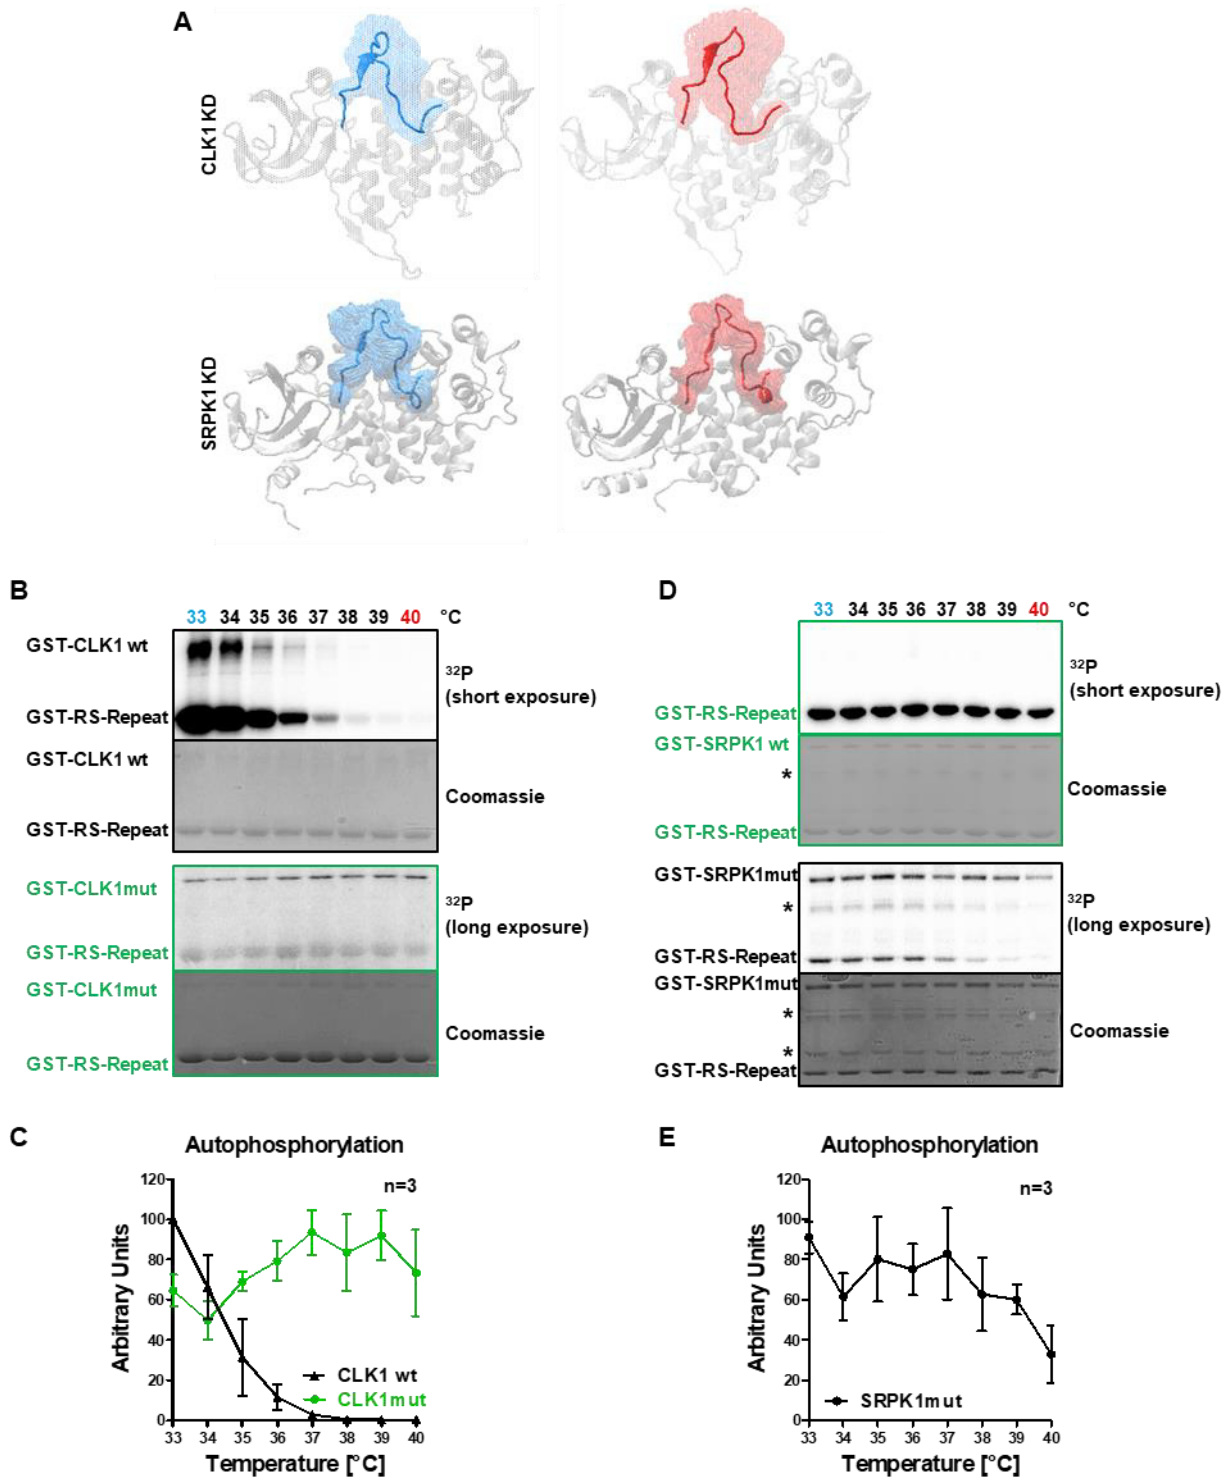 A
CLK1 KD
SRPK1 KD
B
33 34 35 36 37 38 39 40 °C
GST-CLK1 wt
GST-RS-Repeat
32P
(short exposure)
GST-CLK1 wt
GST-RS-Repeat
Coomassie
GST-CLK1mut
GST-RS-Repeat
32P
(long exposure)
GST-CLK1mut
GST-RS-Repeat
Coomassie
D
33 34 35 36 37 38 39 40 °C
32P
(short exposure)
GST-RS-Repeat
GST-SRPK1 wt
*
Coomassie
GST-RS-Repeat
GST-SRPK1mut
*
32P
(long exposure)
GST-RS-Repeat
GST-SRPK1mut
*
Coomassie
*
GST-RS-Repeat
C
Autophosphorylation
n=3
120
100
80
60
40
20
0
Arbitrary Units
CLK1 wt
CLK1mut
33 34 35 36 37 38 39 40
Temperature [°C]
E
Autophosphorylation
n=3
120
100
80
60
40
20
0
Arbitrary Units
SRPK1mut
33 34 35 36 37 38 39 40
Temperature [°C]